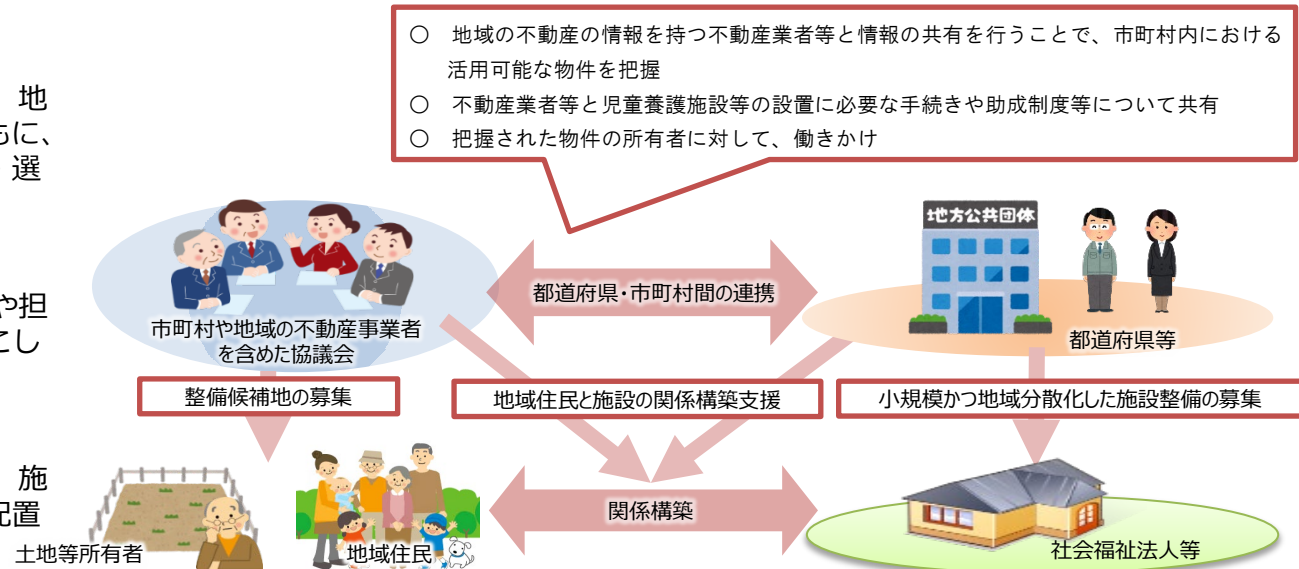 ○ 地域の不動産の情報を持つ不動産業者等と情報の共有を行うことで、市町村内における
活用可能な物件を把握
○ 不動産業者等と児童養護施設等の設置に必要な手続きや助成制度等について共有
○ 把握された物件の所有者に対して、働きかけ
地
もに、
選
や担
こし
施
配置
地方公共団体
都道府県・市町村間の連携
市町村や地域の不動産事業者
を含めた協議会
都道府県等
整備候補地の募集
地域住民と施設の関係構築支援
小規模かつ地域分散化した施設整備の募集
関係構築
土地等所有者
地域住民
社会福祉法人等